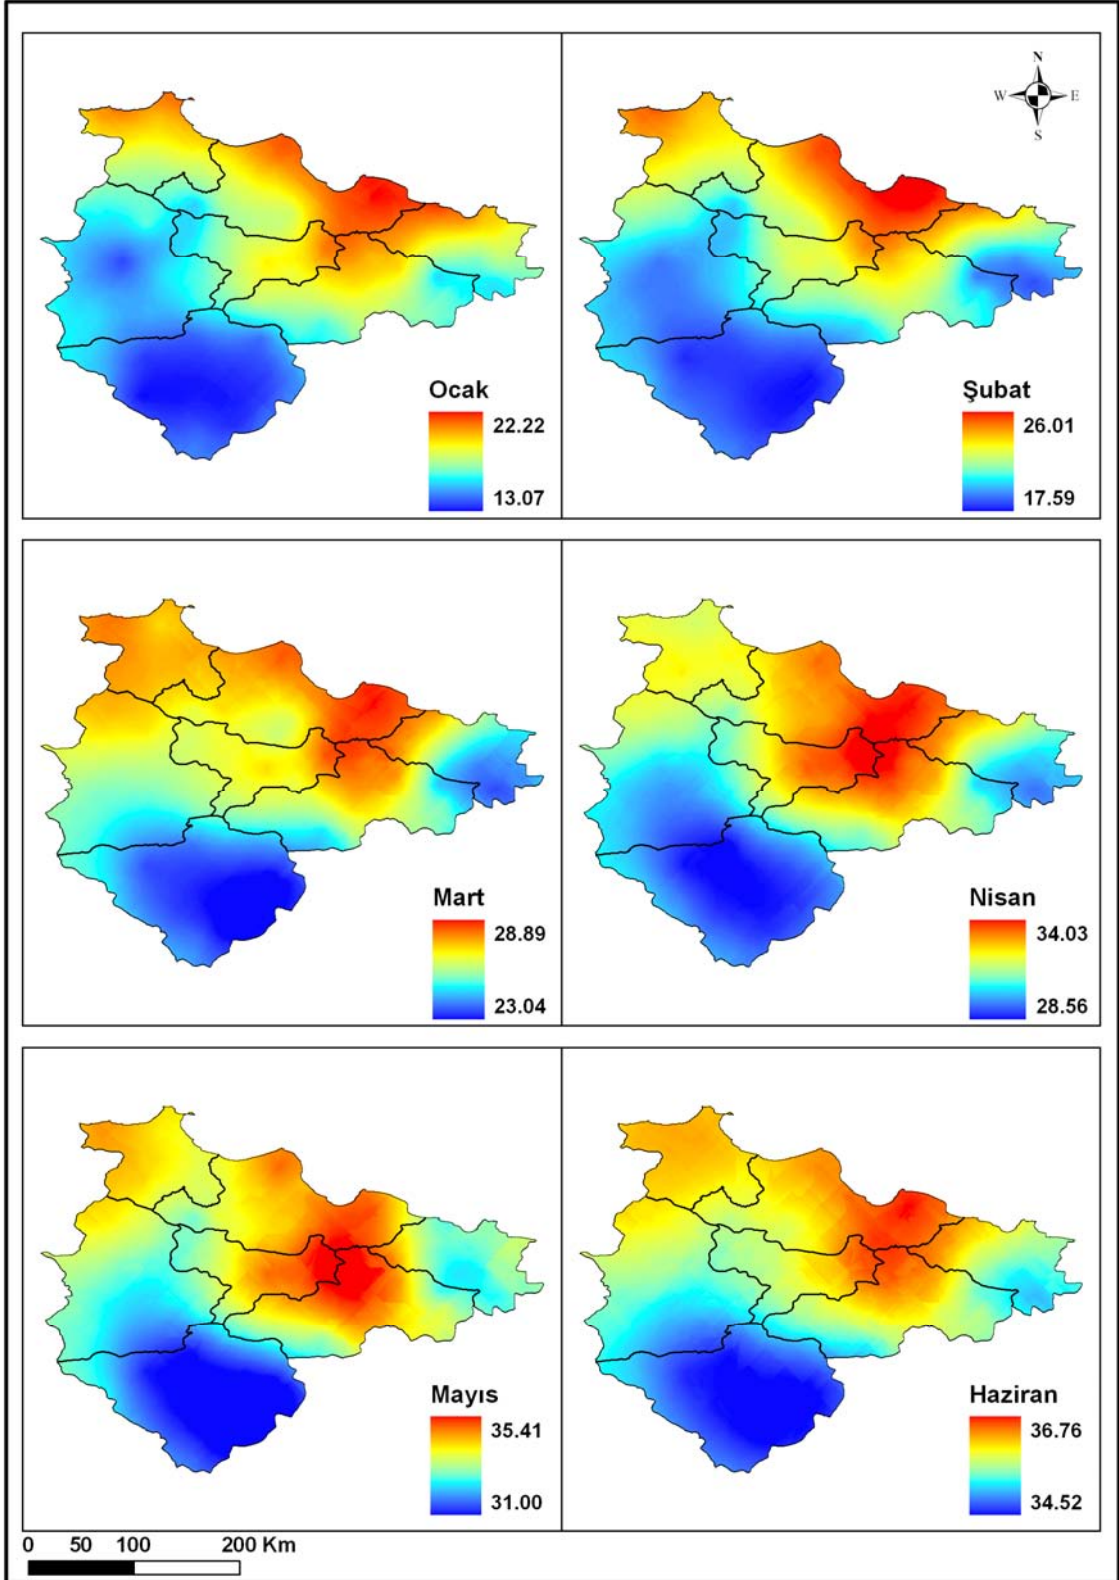 N
W E
S
Ocak
22.22
13.07
Şubat
26.01
17.59
Mart
28.89
23.04
Nisan
34.03
28.56
Mayıs
35.41
31.00
Haziran
36.76
34.52
0 50 100 200 Km